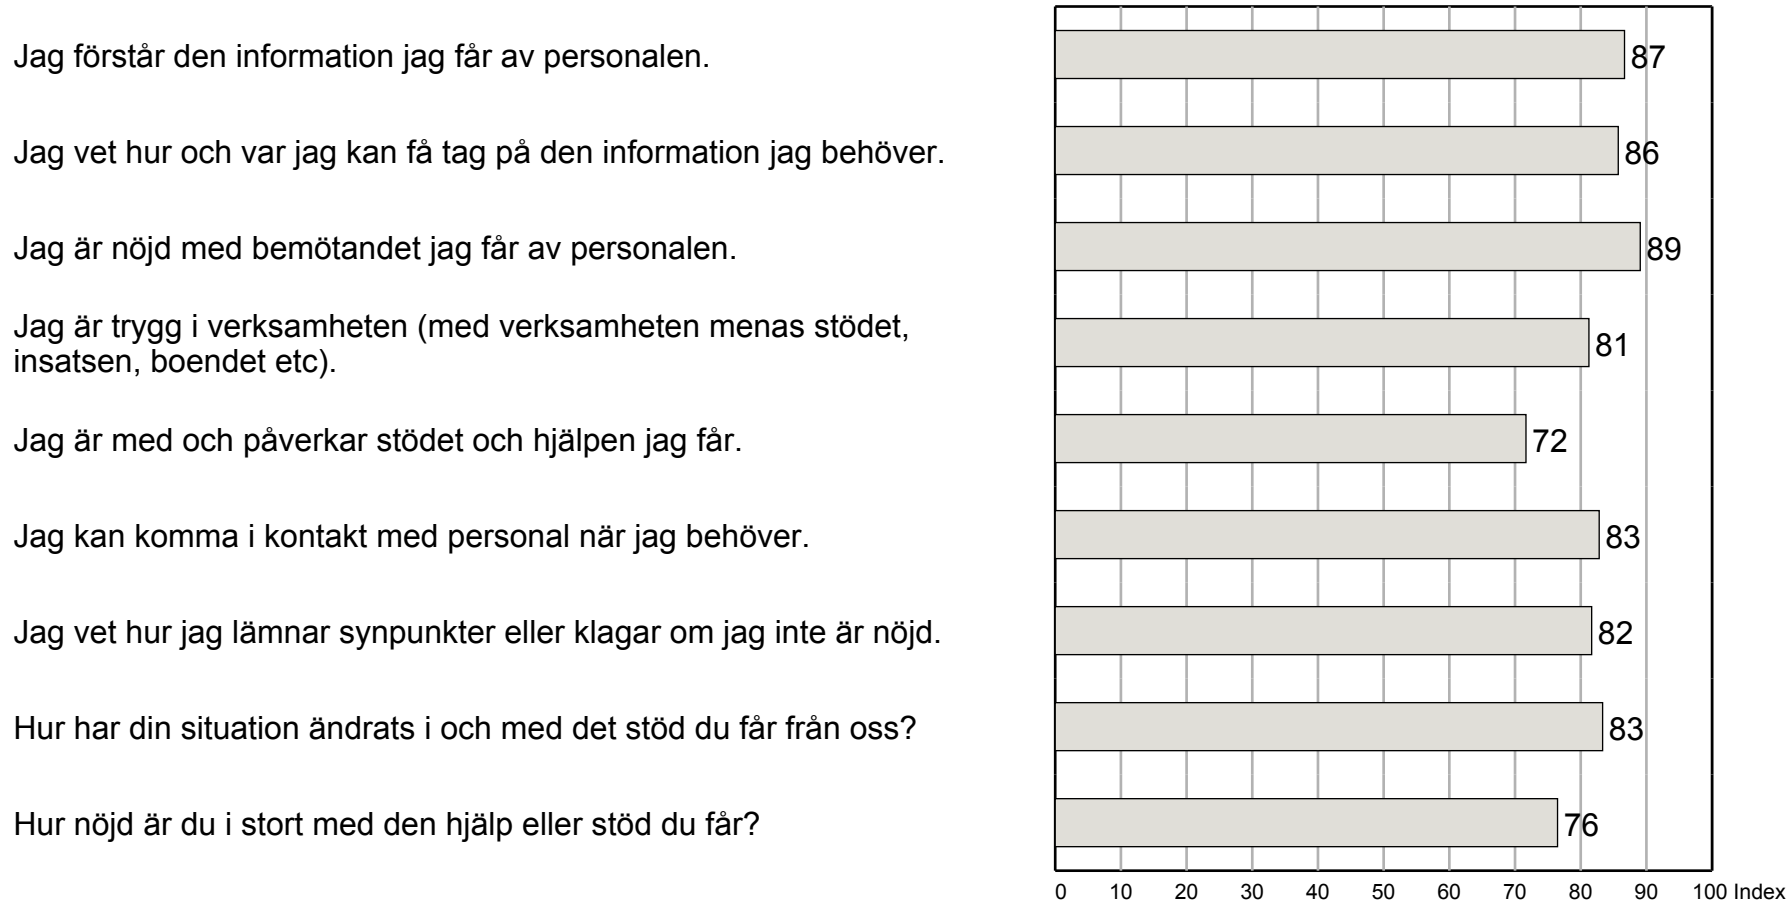 Jag förstår den information jag får av personalen.
87
Jag vet hur och var jag kan få tag på den information jag behöver.
86
Jag är nöjd med bemötandet jag får av personalen.
89
Jag är trygg i verksamheten (med verksamheten menas stödet,
insatsen, boendet etc).
81
Jag är med och påverkar stödet och hjälpen jag får.
72
Jag kan komma i kontakt med personal när jag behöver.
83
Jag vet hur jag lämnar synpunkter eller klagar om jag inte är nöjd.
82
Hur har din situation ändrats i och med det stöd du får från oss?
83
Hur nöjd är du i stort med den hjälp eller stöd du får?
76
0 10 20 30 40 50 60 70 80 90 100 Index